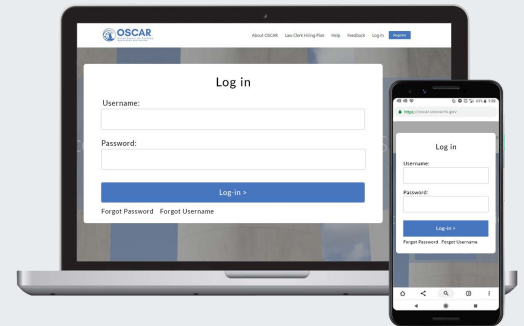 OSCAR
About OSCAR Law Clerk Hiring Plan Help Feedback Log In Register
Log in
Username:
Password:
Log-in >
Forgot Password Forgot Username
Log in
Username:
Password:
Log-in >
Forgot Password Forgot Username